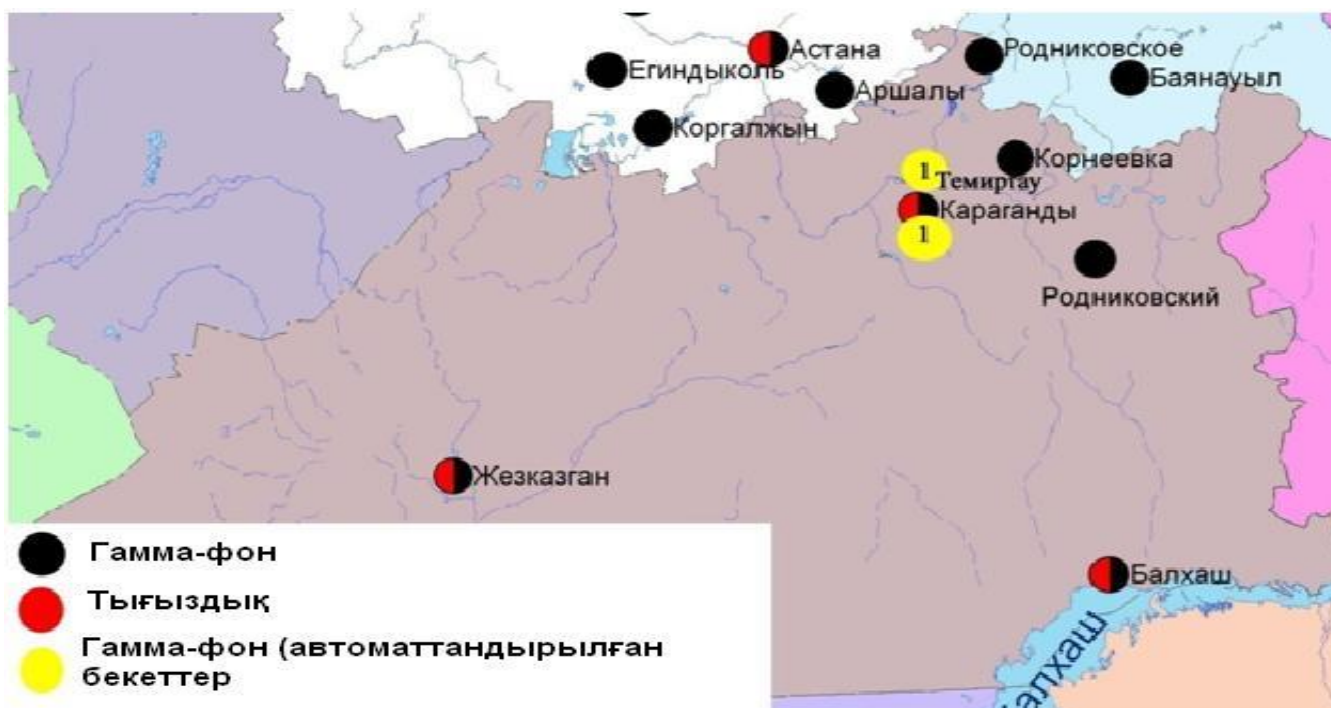 Астана
Родниковское
Егиндыколь
Баянауыл
Аршалы
Коргалжын
Корнеевка
1
Темиртау
Караганды
1
Родниковский
Жезказган
Балхаш
алхаш
Гамма-фон
Тығыздық
Гамма-фон (автоматтандырылған
бекеттер